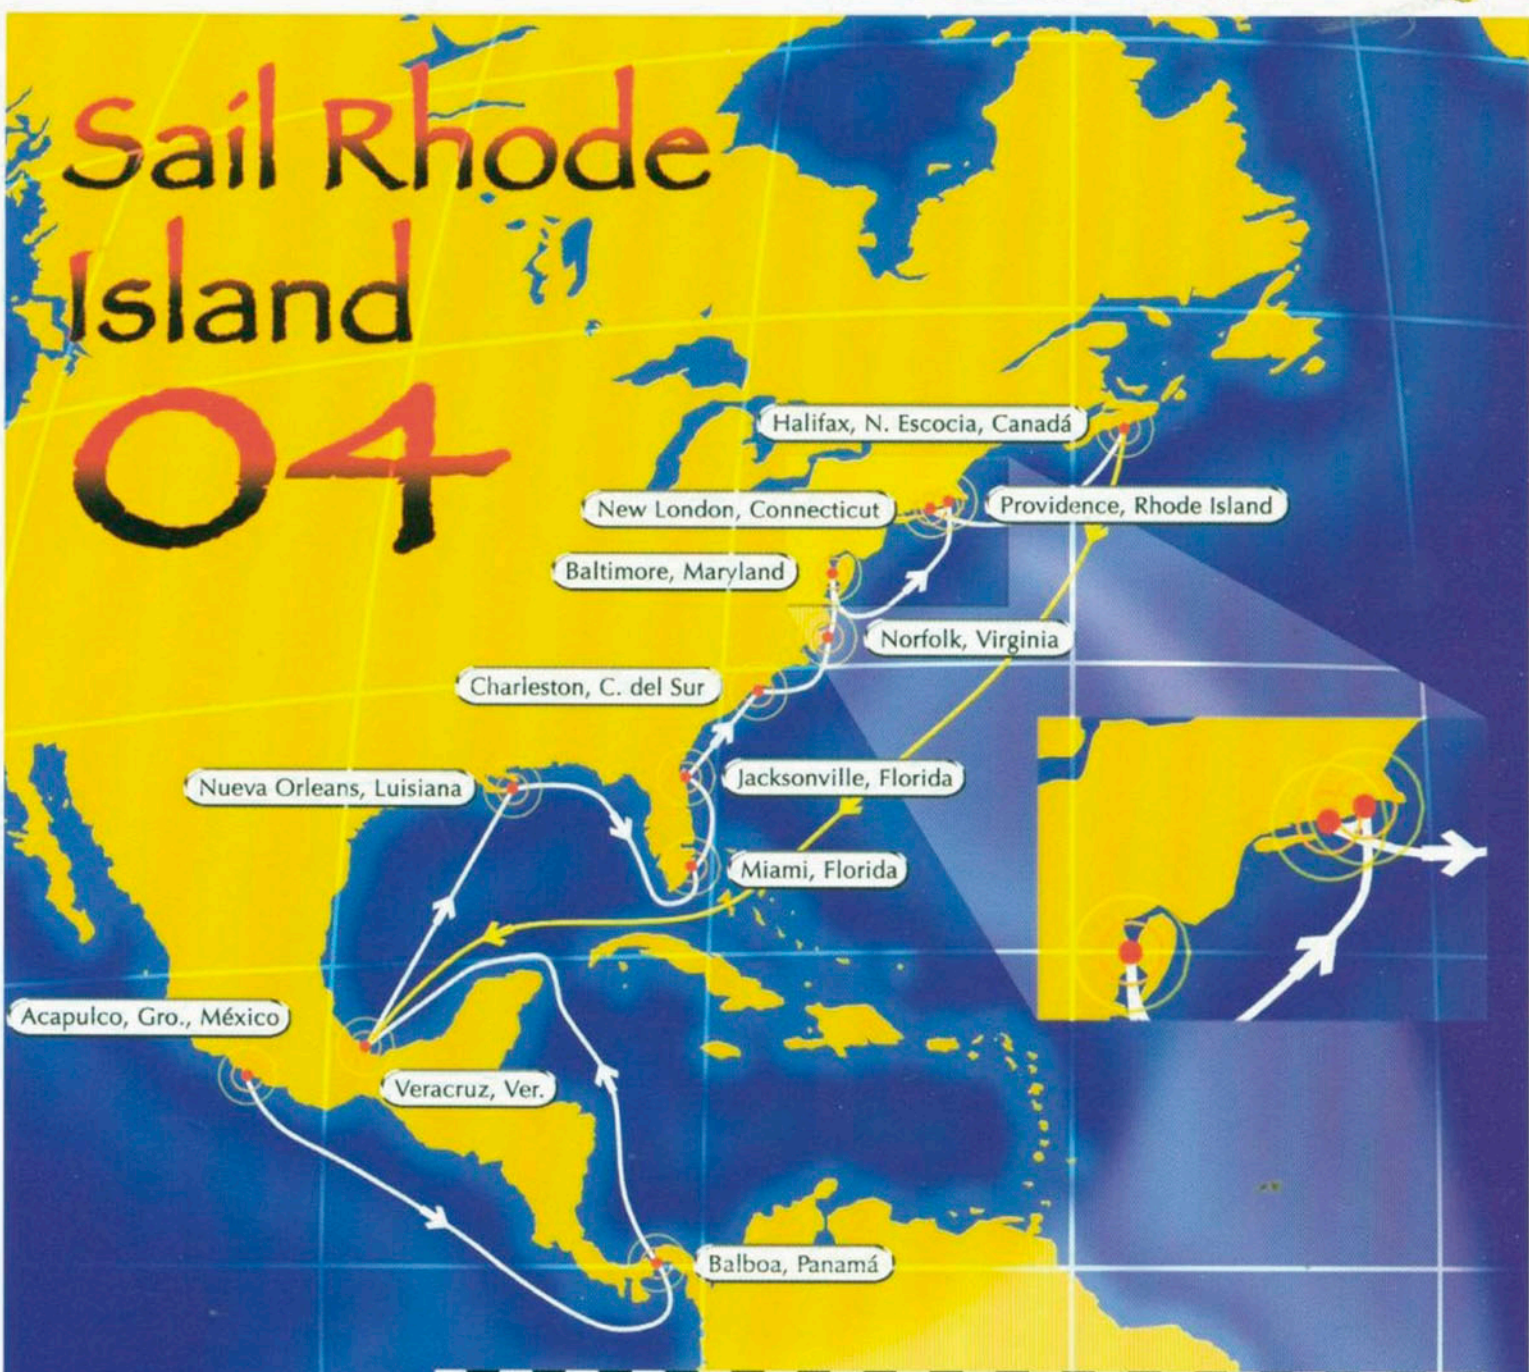 Sail Rhode
Island
04
Halifax, N. Escocia, Canadá
New London, Connecticut
Providence, Rhode Island
Baltimore, Maryland
Norfolk, Virginia
Charleston, C. del Sur
Nueva Orleans, Luisiana
Jacksonville, Florida
Miami, Florida
Acapulco, Gro., México
Veracruz, Ver.
Balboa, Panamá